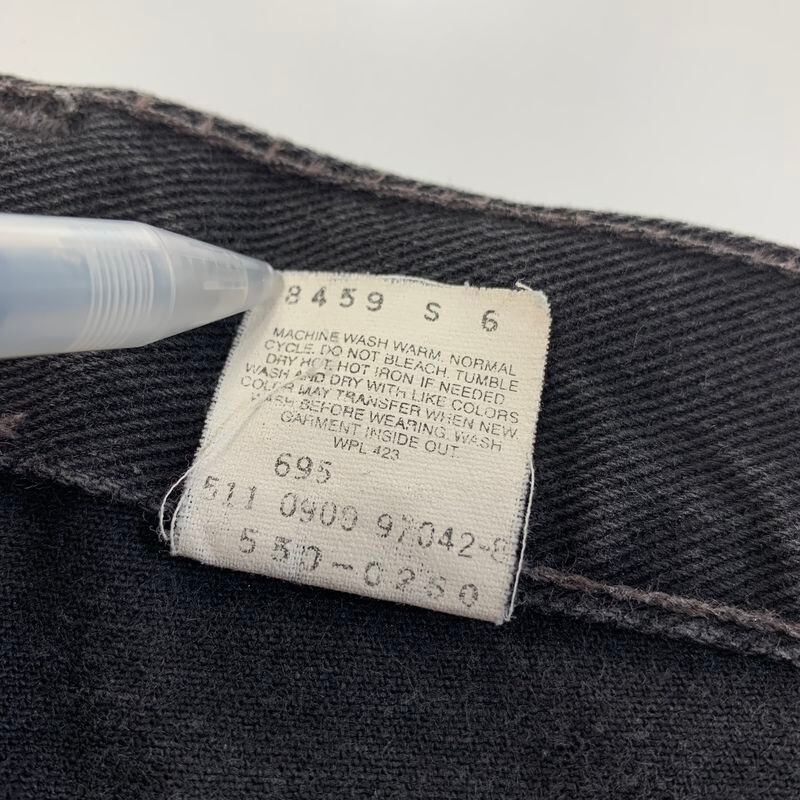 8459 S 6
MACHINE WASH WARM, NORMAL
CYCLE. DO NOT BLEACH. TUMBLE
DRY HOT. HOT IRON IF NEEDED
WASH AND DRY WITH LIKE COLORS
COLOR MAY TRANSFER WHEN NEW
WASH BEFORE WEARING. WASH
GARMENT INSIDE OUT.
WPL 423
695
511 0909 97042-8
550-0260